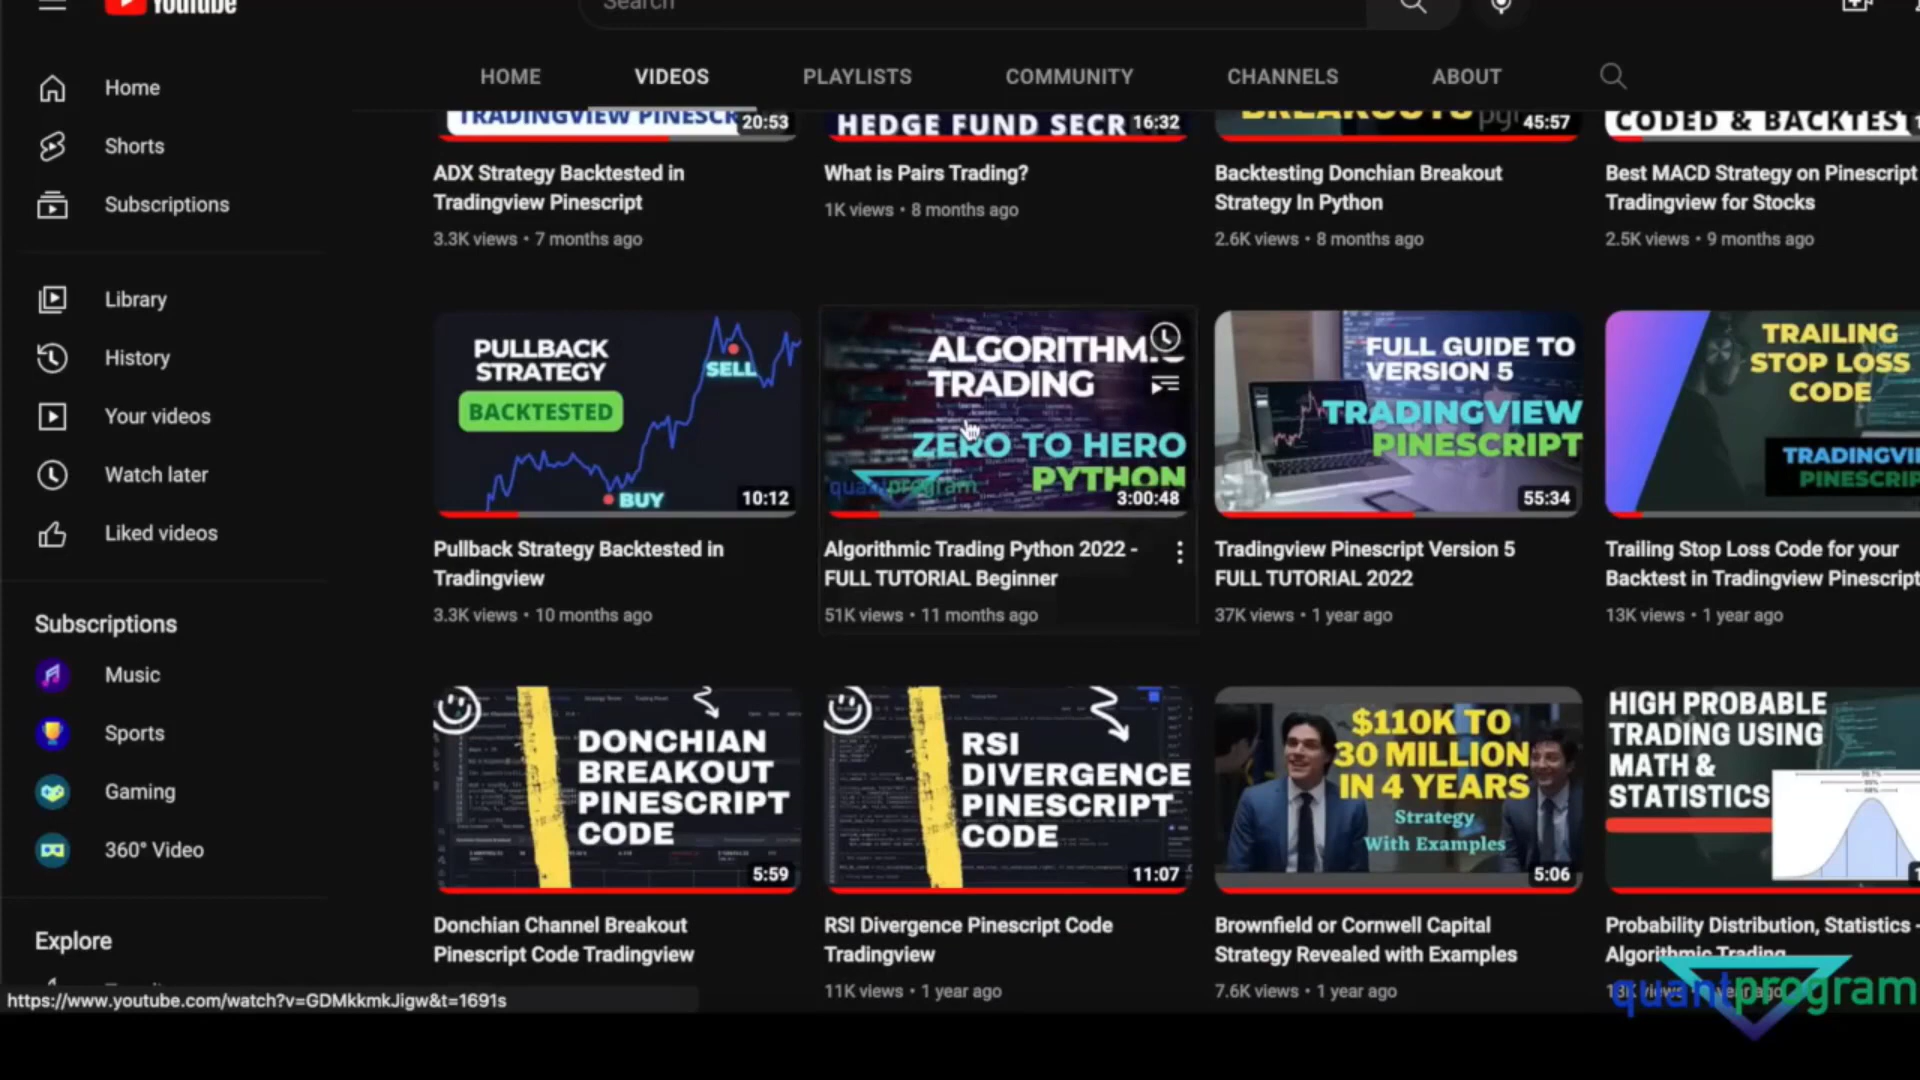 YouTube
Search
HOME
VIDEOS
PLAYLISTS
COMMUNITY
CHANNELS
ABOUT
Home
Shorts
Subscriptions
Library
History
Your videos
Watch later
Liked videos
Subscriptions
Music
Sports
Gaming
360° Video
Explore
TRADINGVIEW PINESCR
20:53
HEDGE FUND SECR
16:32
BREAKOUTS
45:57
CODED & BACKTEST
ADX Strategy Backtested in
Tradingview Pinescript
3.3K views • 7 months ago
What is Pairs Trading?
1K views • 8 months ago
Backtesting Donchian Breakout
Strategy In Python
2.6K views • 8 months ago
Best MACD Strategy on Pinescript
Tradingview for Stocks
2.5K views • 9 months ago
PULLBACK
STRATEGY
BACKTESTED
SELL
BUY
10:12
ALGORITHMIC
TRADING
ZERO TO HERO
PYTHON
quantprogram
3:00:48
FULL GUIDE TO
VERSION 5
TRADINGVIEW
PINESCRIPT
55:34
TRAILING
STOP LOSS
CODE
TRADINGVI
PINESCRIP
Pullback Strategy Backtested in
Tradingview
3.3K views • 10 months ago
Algorithmic Trading Python 2022 -
FULL TUTORIAL Beginner
51K views • 11 months ago
Tradingview Pinescript Version 5
FULL TUTORIAL 2022
37K views • 1 year ago
Trailing Stop Loss Code for your
Backtest in Tradingview Pinescript
13K views • 1 year ago
DONCHIAN
BREAKOUT
PINESCRIPT
CODE
5:59
RSI
DIVERGENCE
PINESCRIPT
CODE
11:07
$110K TO
30 MILLION
IN 4 YEARS
Strategy
With Examples
5:06
HIGH PROBABLE
TRADING USING
MATH &
STATISTICS
Donchian Channel Breakout
Pinescript Code Tradingview
RSI Divergence Pinescript Code
Tradingview
11K views • 1 year ago
Brownfield or Cornwell Capital
Strategy Revealed with Examples
7.6K views • 1 year ago
Probability Distribution, Statistics -
Algorithmic Trading
quantprogram
https://www.youtube.com/watch?v=GDMkkmkJigw&t=1691s